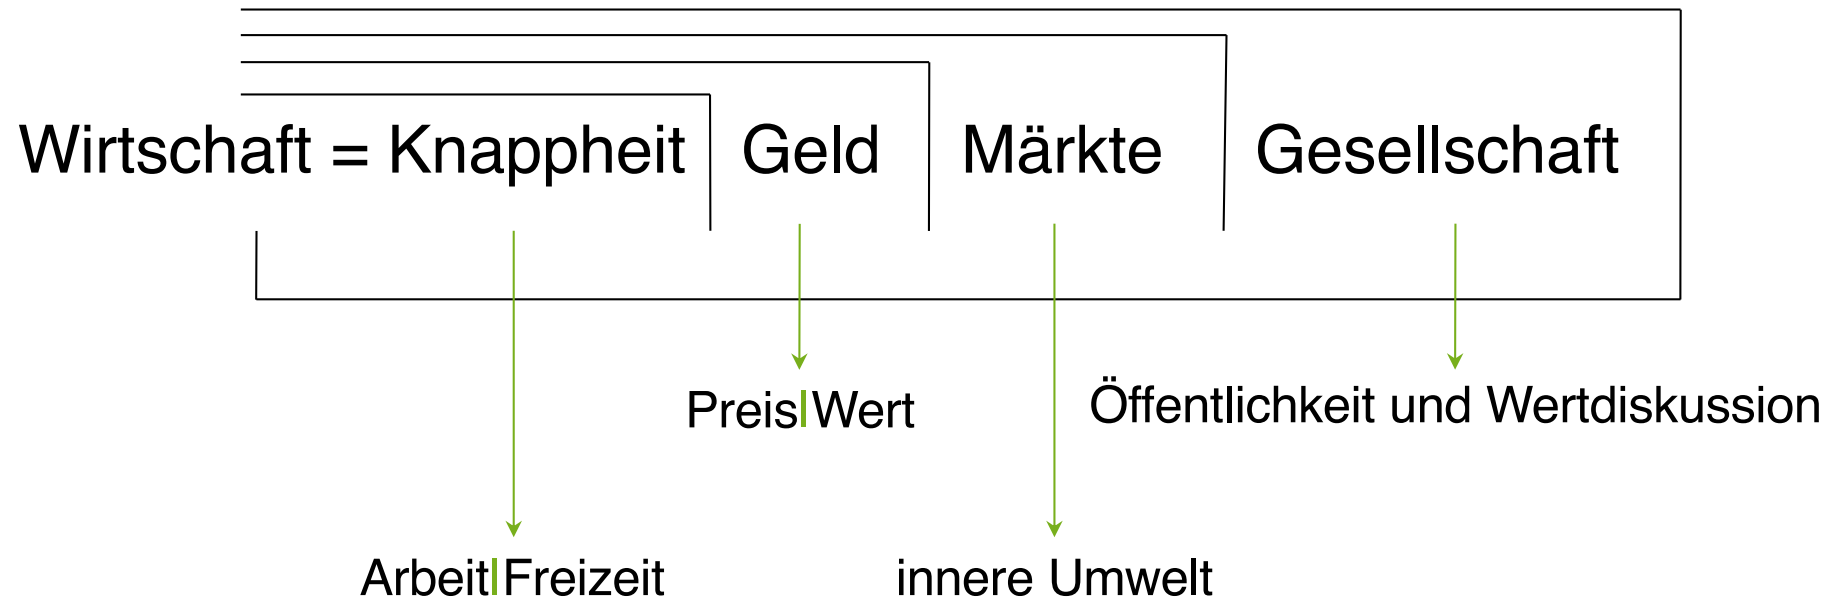 Wirtschaft = Knappheit Geld Märkte Gesellschaft
Preis|Wert
Öffentlichkeit und Wertdiskussion
Arbeit|Freizeit
innere Umwelt